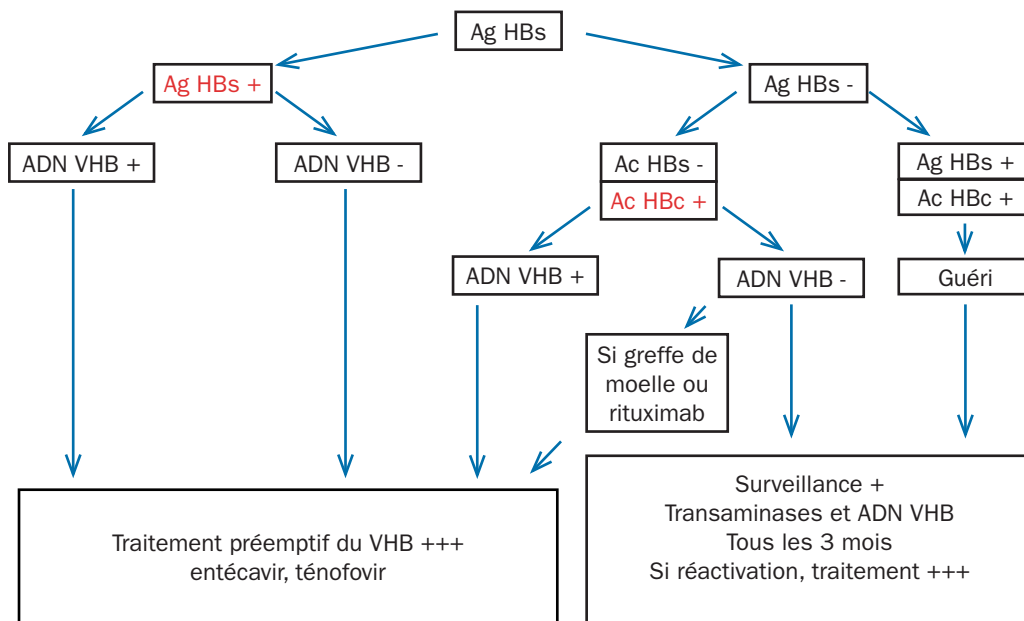 Ag HBs
Ag HBs +
Ag HBs -
ADN VHB +
ADN VHB -
Ac HBs -
Ac HBc +
Ag HBs +
Ac HBc +
ADN VHB +
ADN VHB -
Guéri
Si greffe de
moelle ou
rituximab
Traitement préemptif du VHB +++
entécavir, ténofovir
Surveillance +
Transaminases et ADN VHB
Tous les 3 mois
Si réactivation, traitement +++